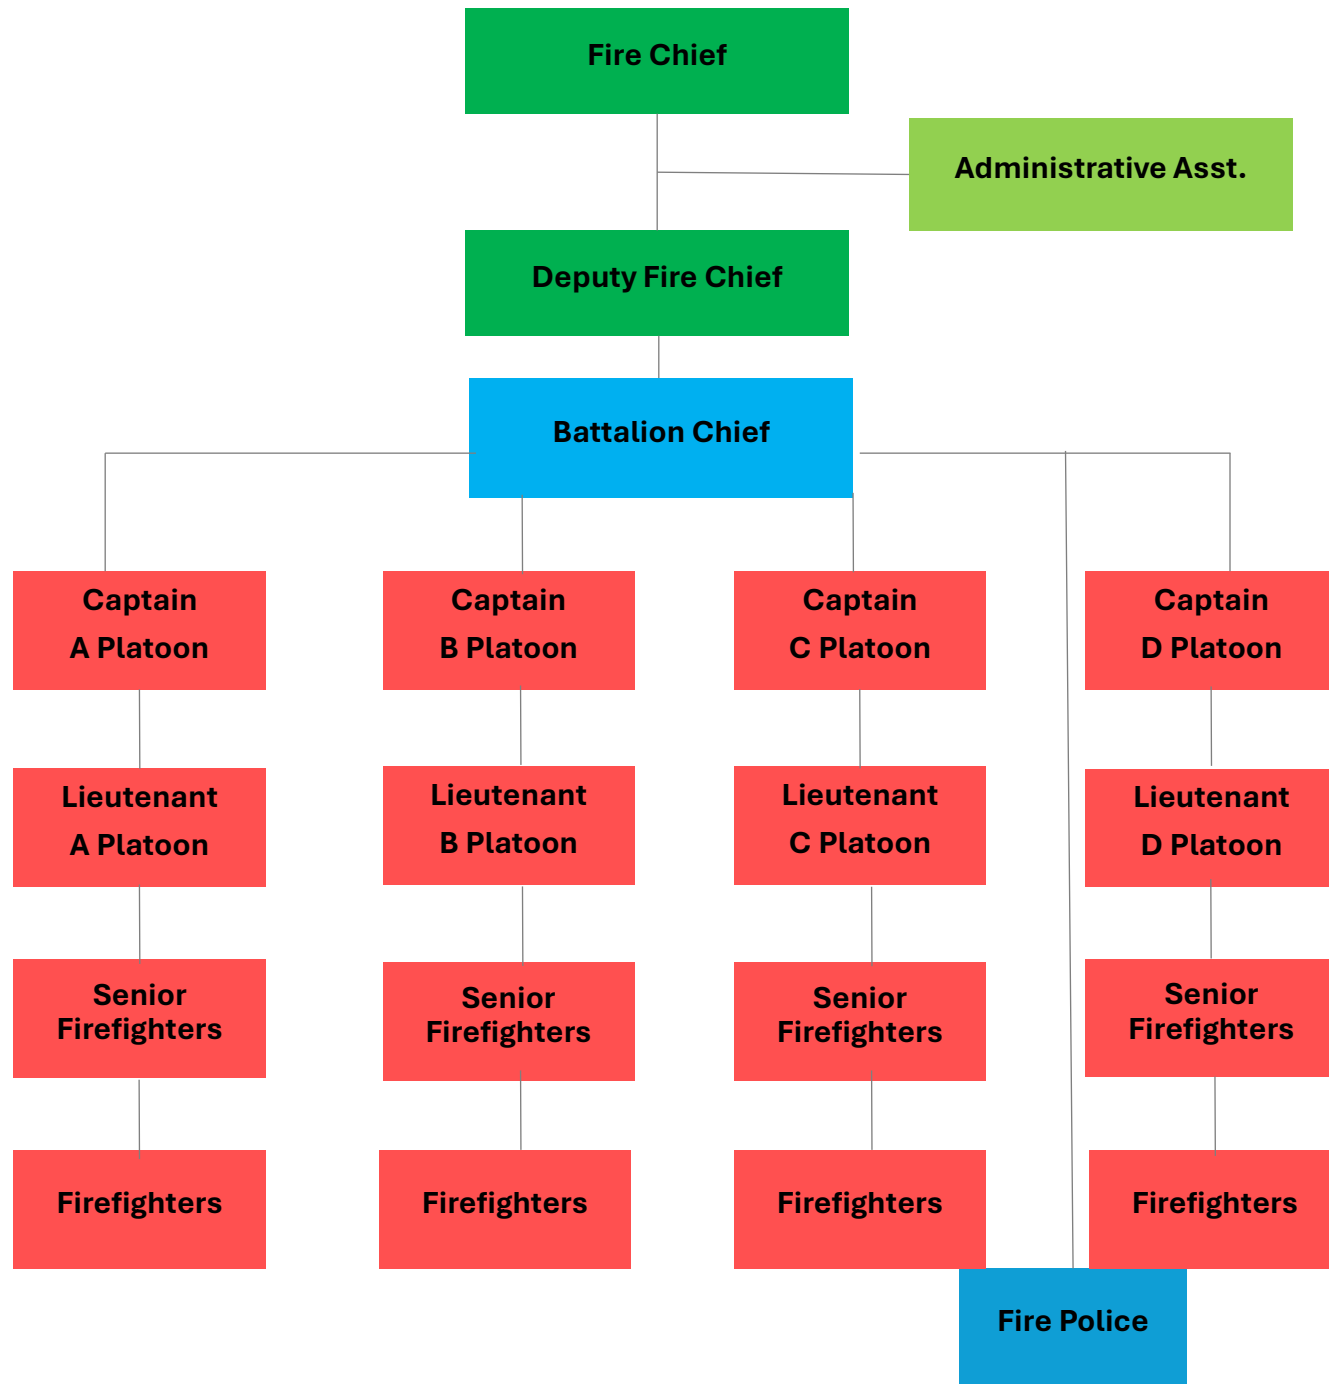 Fire Chief
Administrative Asst.
Deputy Fire Chief
Battalion Chief
Captain
A Platoon
Captain
B Platoon
Captain
C Platoon
Captain
D Platoon
Lieutenant
A Platoon
Lieutenant
B Platoon
Lieutenant
C Platoon
Lieutenant
D Platoon
Senior
Firefighters
Senior
Firefighters
Senior
Firefighters
Senior
Firefighters
Firefighters
Firefighters
Firefighters
Firefighters
Fire Police